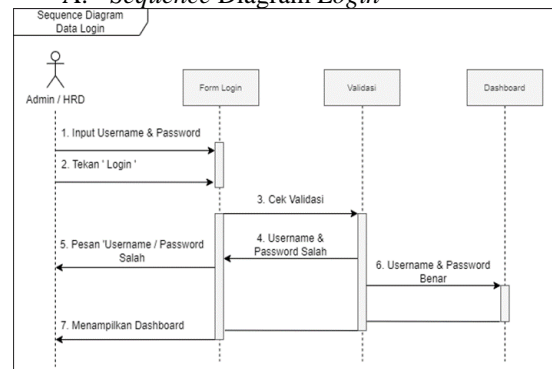 A. Sequence Diagram Login
Sequence Diagram
Data Login
Admin / HRD
Form Login
Validasi
Dashboard
1. Input Username & Password
2. Tekan ' Login '
3. Cek Validasi
4. Username &
Password Salah
5. Pesan 'Username / Password
Salah
6. Username & Password
Benar
7. Menampilkan Dashboard